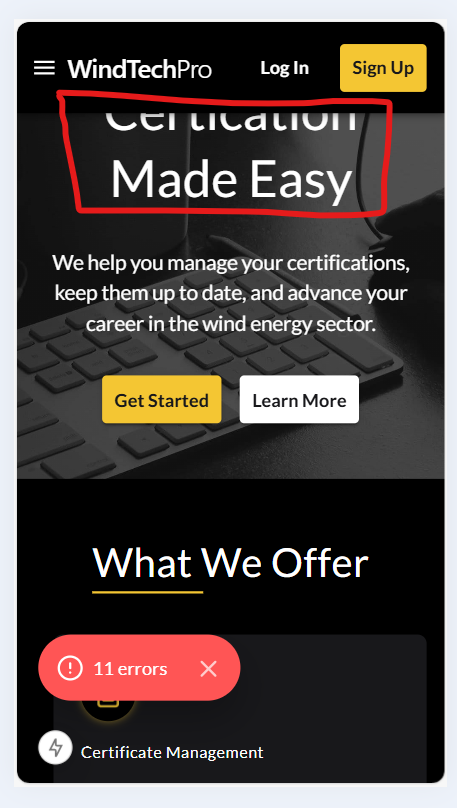 WindTechPro
Log In
Sign Up
Certication
Made Easy
We help you manage your certifications,
keep them up to date, and advance your
career in the wind energy sector.
Get Started
Learn More
What We Offer
11 errors
Certificate Management